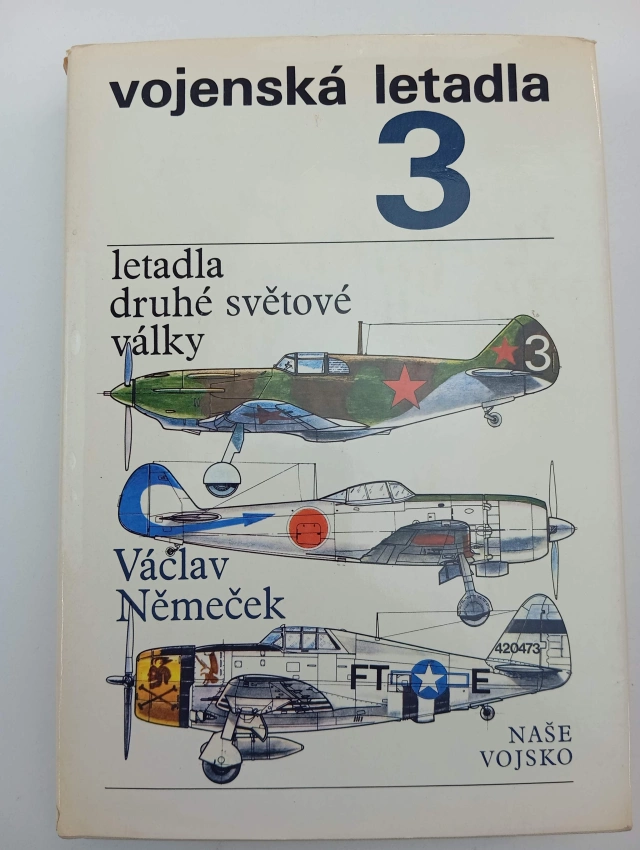 vojenská letadla
3
letadla
druhé světové
války
3
Václav
Němeček
420473
FT E
NAŠE
VOJSKO